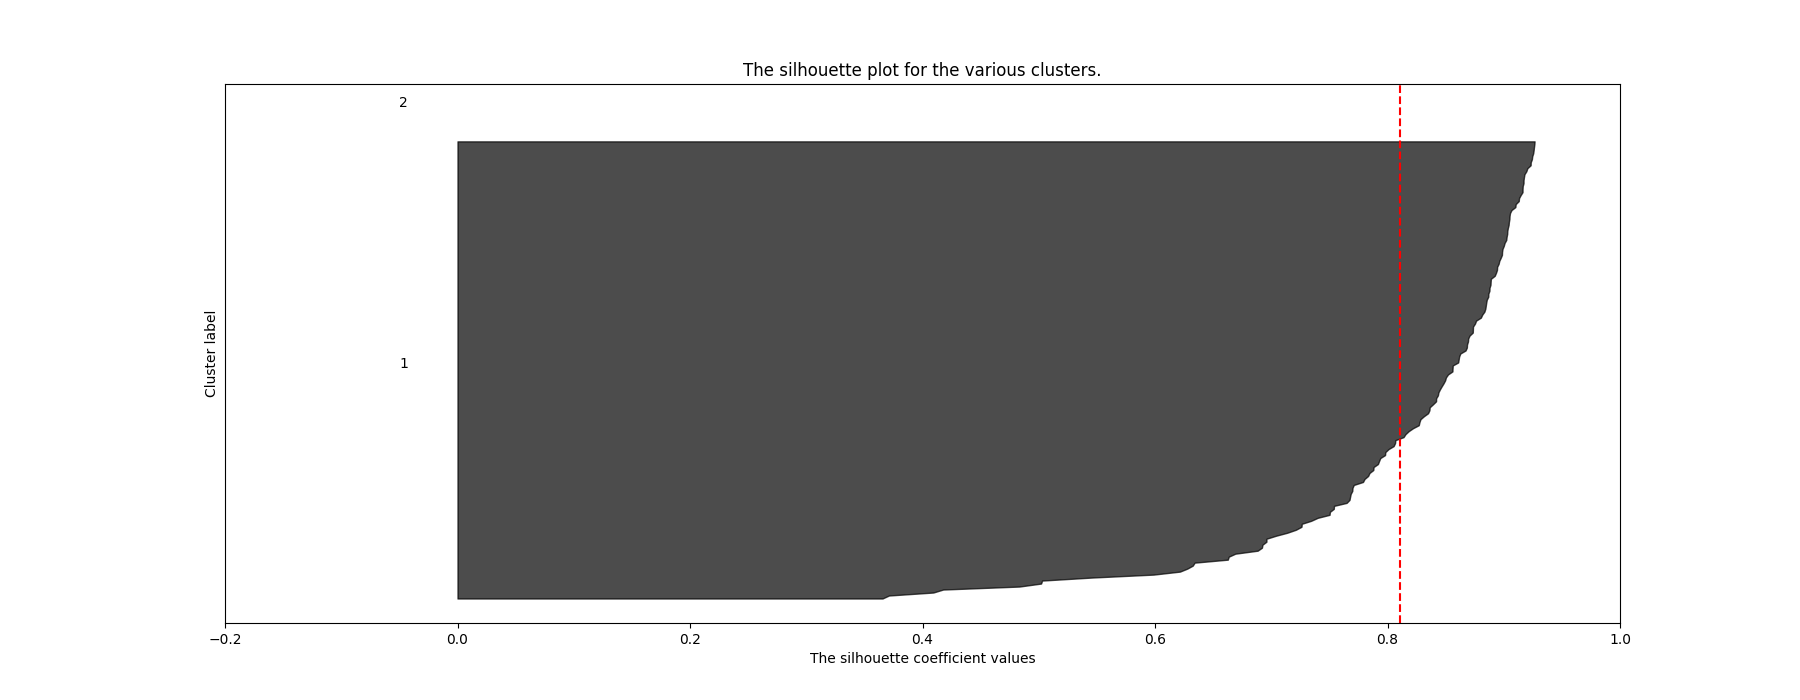 The silhouette plot for the various clusters.
2
1
Cluster label
−0.2 0.0 0.2 0.4 0.6 0.8 1.0
The silhouette coefficient values